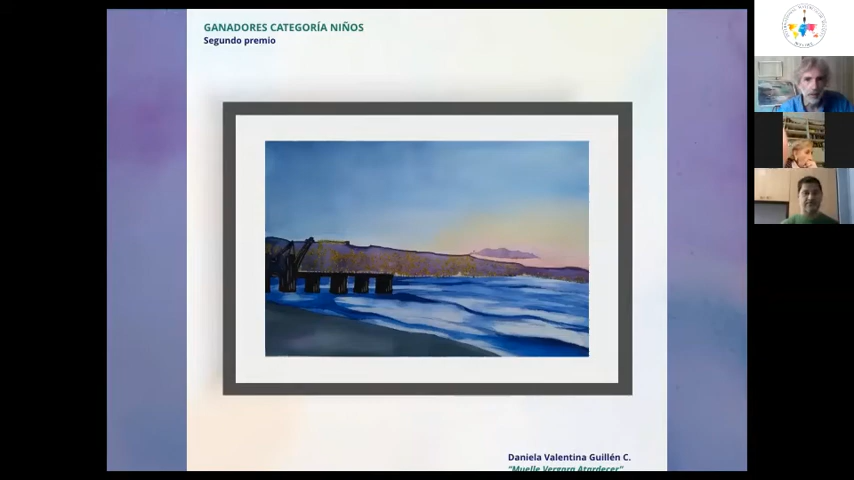 GANADORES CATEGORÍA NIÑOS
Segundo premio
Daniela Valentina Guillén C.
"Muelle Vergara Atardecer"